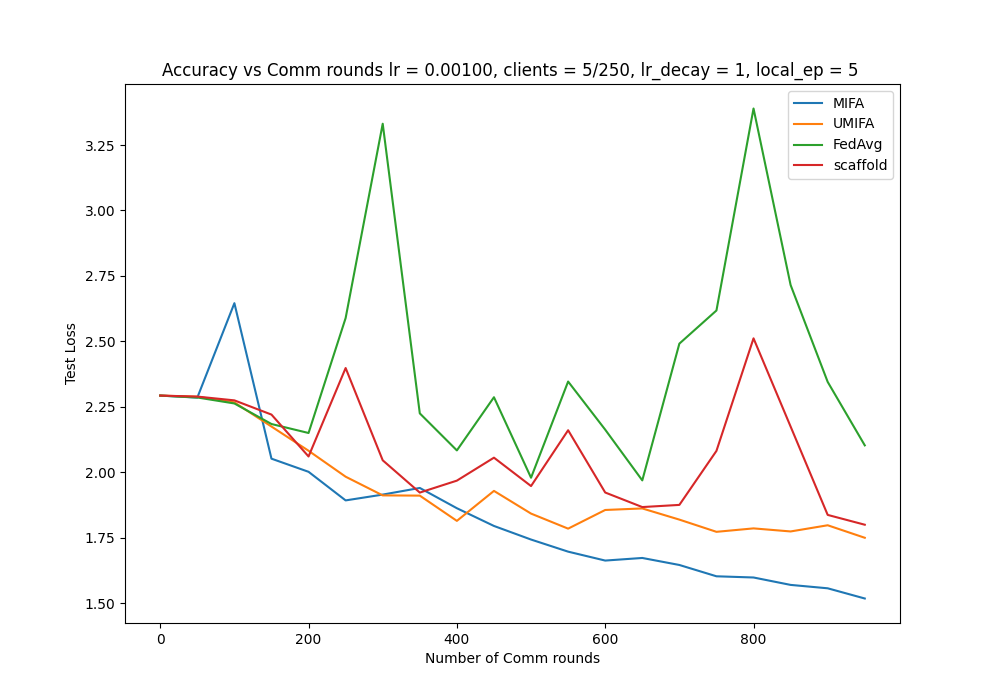 Accuracy vs Comm rounds lr = 0.00100, clients = 5/250, lr_decay = 1, local_ep = 5
MIFA
UMIFA
FedAvg
scaffold
3.25
3.00
2.75
2.50
2.25
2.00
1.75
1.50
Test Loss
0 200 400 600 800
Number of Comm rounds